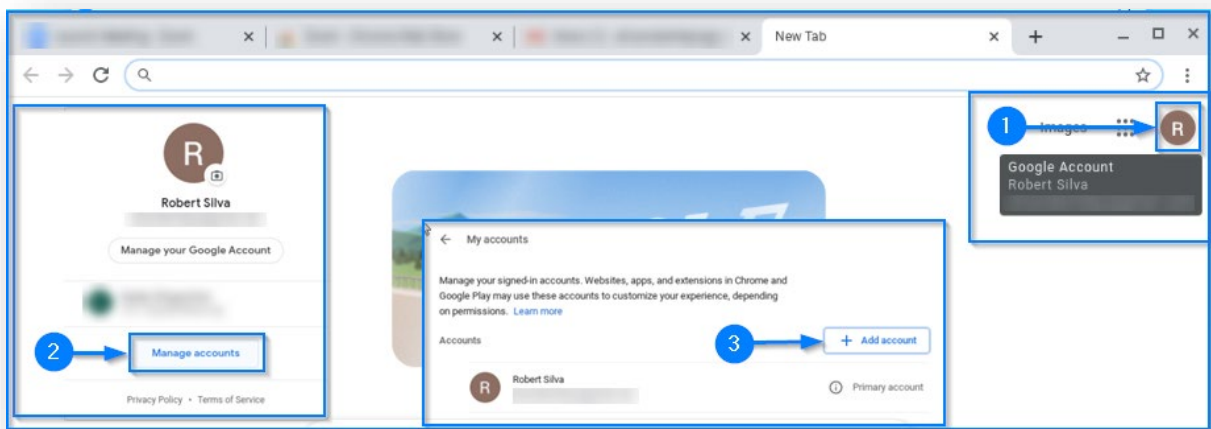 New Tab
1
Images
R
Google Account
Robert Silva
R
Robert Silva
Manage your Google Account
2
Manage accounts
Privacy Policy • Terms of Service
My accounts
Manage your signed-in accounts. Websites, apps, and extensions in Chrome and
Google Play may use these accounts to customize your experience, depending
on permissions. Learn more
Accounts
3
+ Add account
R
Robert Silva
Primary account